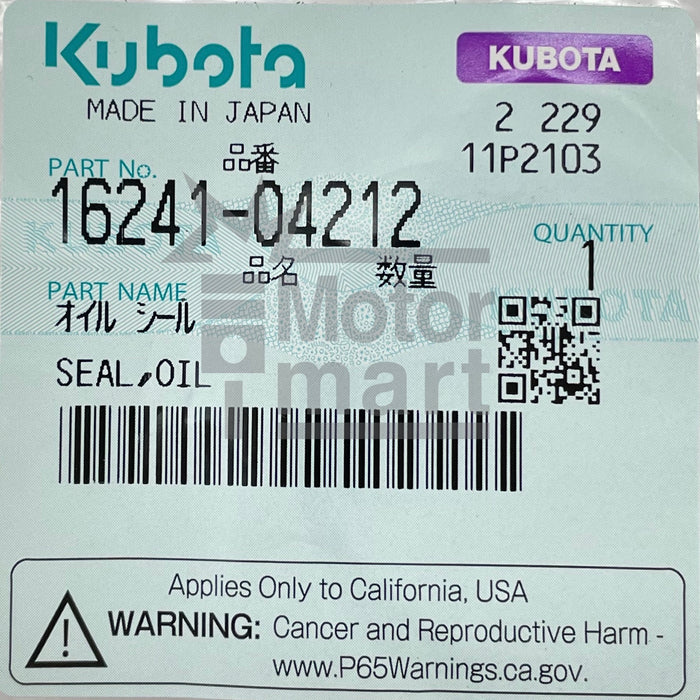 Kubota
KUBOTA
MADE IN JAPAN
2 229
品番
11P2103
PART No.
16241-04212
QUANTITY
1
品名 数量
PART NAME
オイル シール
SEAL,OIL
Motor
mart
Applies Only to California, USA
WARNING: Cancer and Reproductive Harm -
www.P65Warnings.ca.gov.